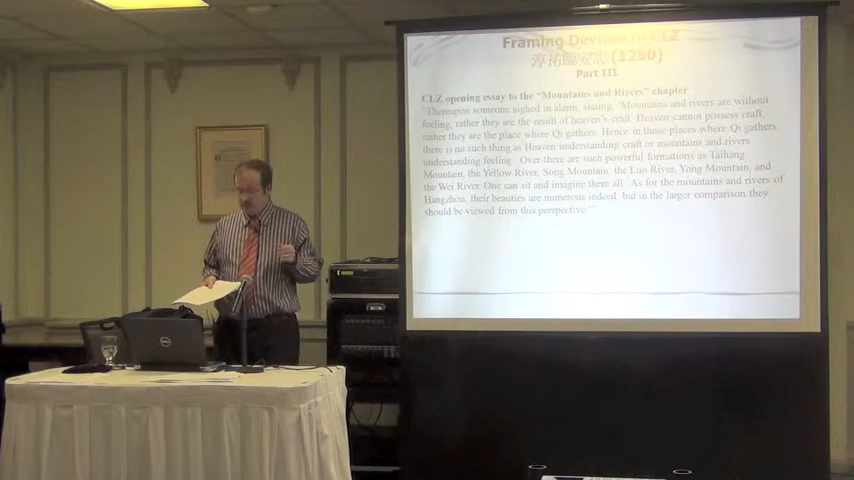 Framing Devices in CLZ
淳祐臨安志 (1250)
Part III
CLZ opening essay to the "Mountains and Rivers" chapter
"Thereupon someone sighed in alarm, stating, 'Mountains and rivers are without
feeling, rather they are the result of heaven's craft. Heaven cannot possess craft,
rather they are the place where Qi gathers. Hence in those places where Qi gathers,
there is no such thing as Heaven understanding craft or mountains and rivers
understanding feeling. Over there are such powerful formations as Taihang
Mountain, the Yellow River, Song Mountain, the Luo River, Yong Mountain, and
the Wei River. One can sit and imagine them all. As for the mountains and rivers of
Hangzhou, their beauties are numerous indeed, but in the larger comparison they
should be viewed from this perspective.'"
DELL